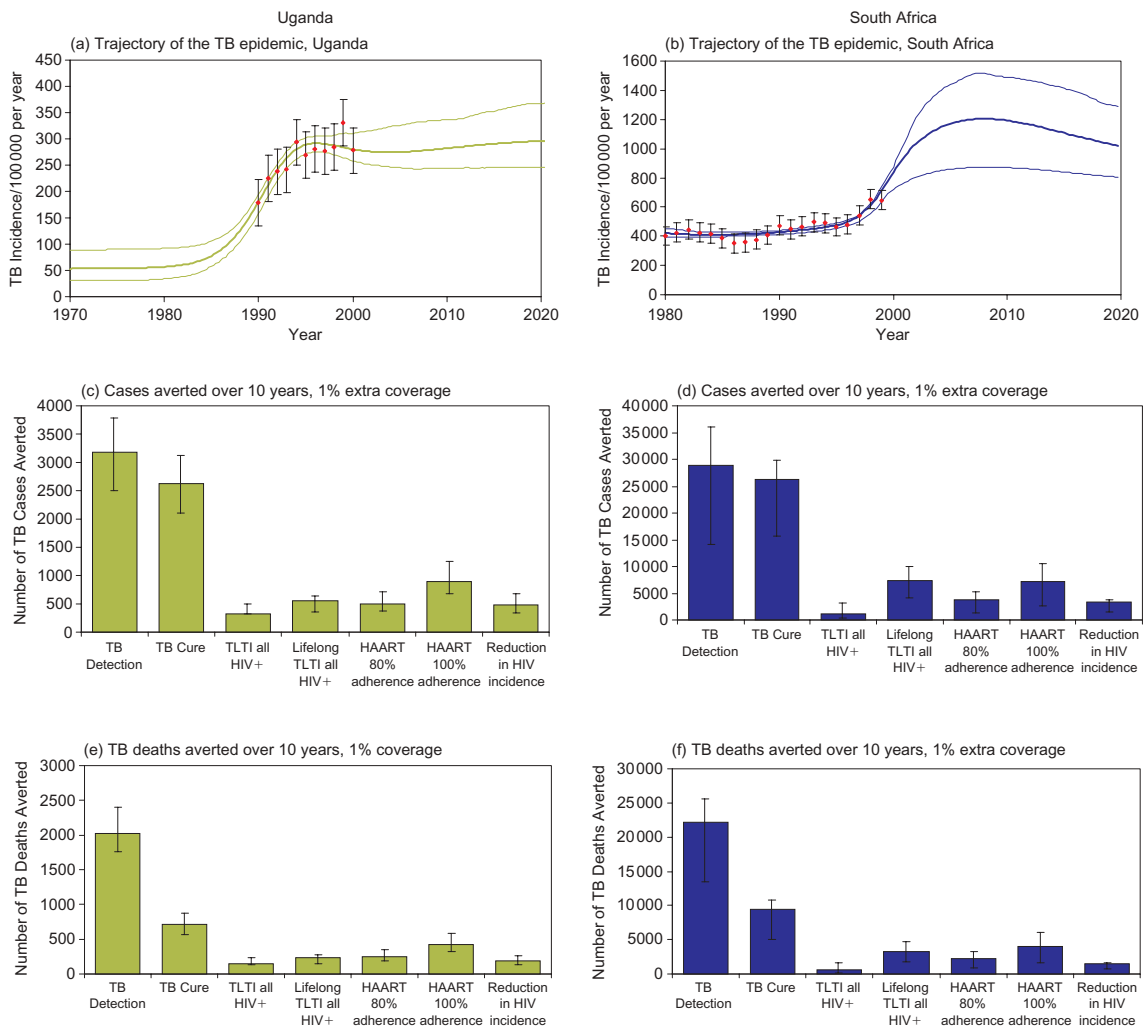 Uganda
South Africa
(a) Trajectory of the TB epidemic, Uganda
TB Incidence/100 000 per year
450
400
350
300
250
200
150
100
50
0
1970
1980
1990
2000
2010
2020
Year
(b) Trajectory of the TB epidemic, South Africa
TB Incidence/100 000 per year
1600
1400
1200
1000
800
600
400
200
0
1980
1990
2000
2010
2020
Year
(c) Cases averted over 10 years, 1% extra coverage
Number of TB Cases Averted
4000
3500
3000
2500
2000
1500
1000
500
0
TB
Detection
TB Cure
TLTI all
HIV+
Lifelong
TLTI all
HIV+
HAART
80%
adherence
HAART
100%
adherence
Reduction
in HIV
incidence
(d) Cases averted over 10 years, 1% extra coverage
Number of TB Cases Averted
40 000
35 000
30 000
25 000
20 000
15 000
10 000
5000
0
TB
Detection
TB Cure
TLTI all
HIV+
Lifelong
TLTI all
HIV+
HAART
80%
adherence
HAART
100%
adherence
Reduction
in HIV
incidence
(e) TB deaths averted over 10 years, 1% coverage
Number of TB Deaths Averted
3000
2500
2000
1500
1000
500
0
TB
Detection
TB Cure
TLTI all
HIV+
Lifelong
TLTI all
HIV+
HAART
80%
adherence
HAART
100%
adherence
Reduction
in HIV
incidence
(f) TB deaths averted over 10 years, 1% extra coverage
Number of TB Deaths Averted
30 000
25 000
20 000
15 000
10 000
5000
0
TB
Detection
TB Cure
TLTI all
HIV+
Lifelong
TLTI all
HIV+
HAART
80%
adherence
HAART
100%
adherence
Reduction
in HIV
incidence